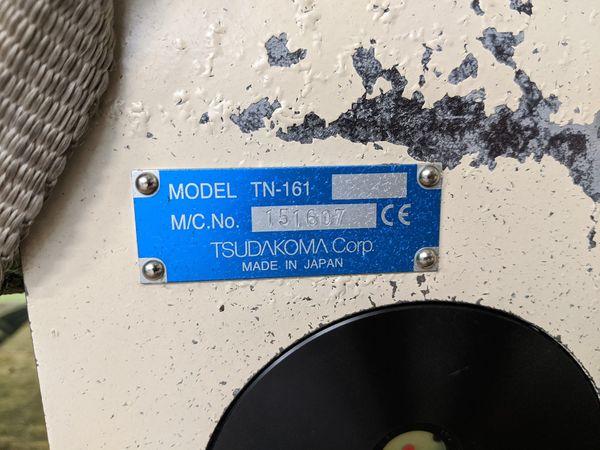 MODEL TN-161
M/C.No. 151607 CE
TSUDAKOMA Corp.
MADE IN JAPAN